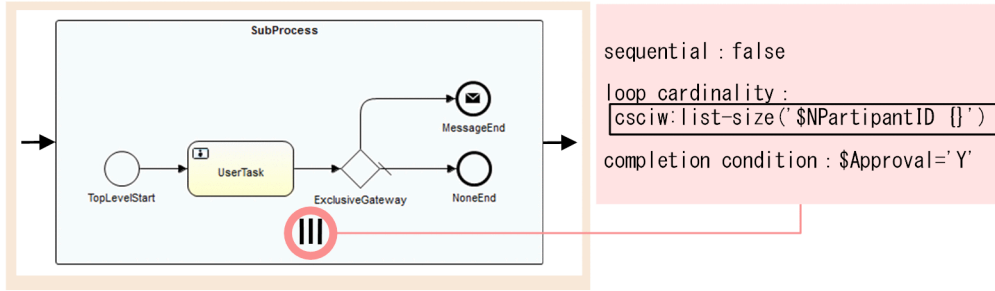 SubProcess
MessageEnd
TopLevelStart
UserTask
ExclusiveGateway
NoneEnd
sequential : false
loop cardinality :
csciw:list-size('$NPartipantID {}')
completion condition : $Approval='Y'